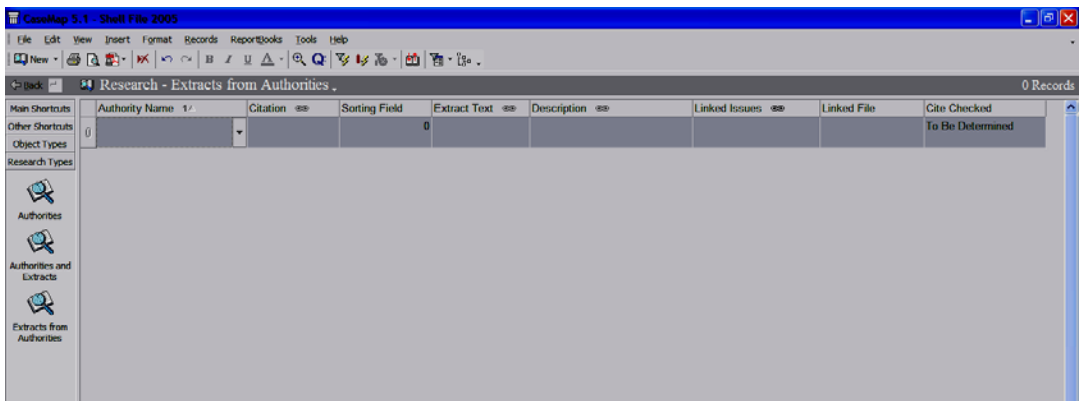 CaseMap 5.1 - Shell File 2005
File Edit View Insert Format Records ReportBooks Tools Help
New B I U A
Back Research - Extracts from Authorities 0 Records
Main Shortcuts Authority Name 1 Citation Sorting Field Extract Text Description Linked Issues Linked File Cite Checked
Other Shortcuts 0 0 To Be Determined
Object Types
Research Types
Authorities
Authorities and
Extracts
Extracts from
Authorities